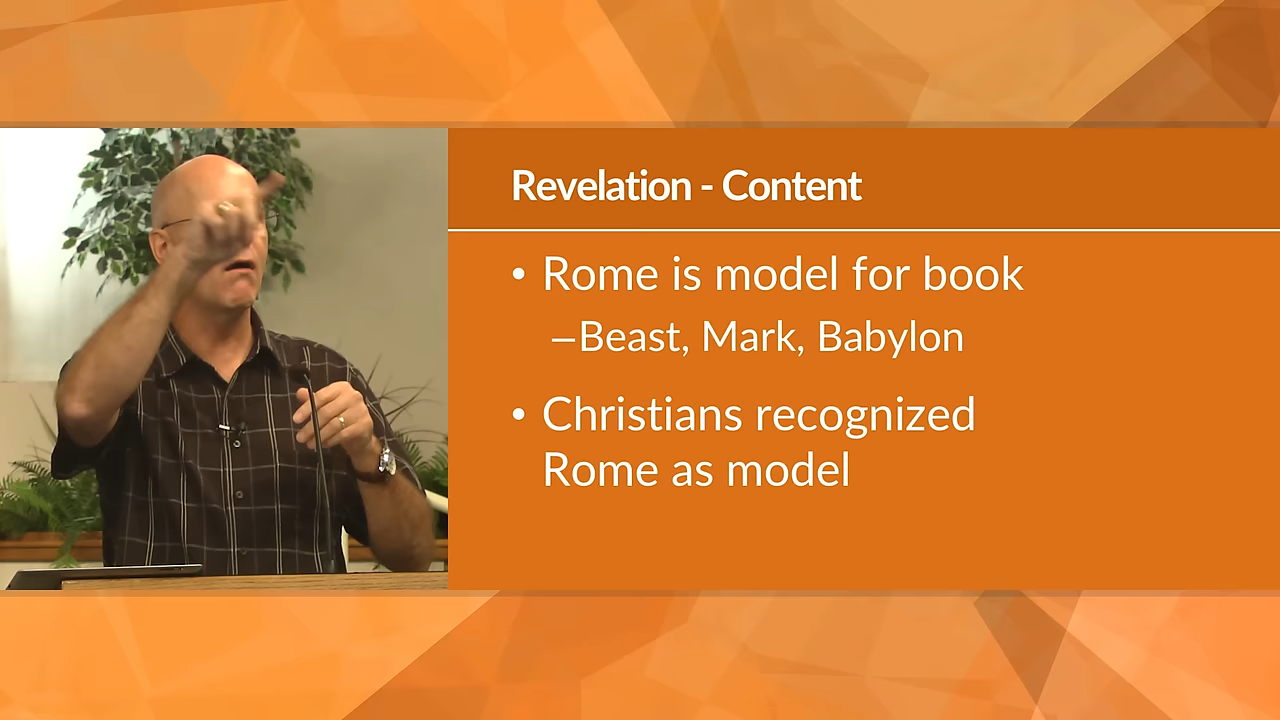 Revelation - Content
• Rome is model for book
–Beast, Mark, Babylon
• Christians recognized
Rome as model